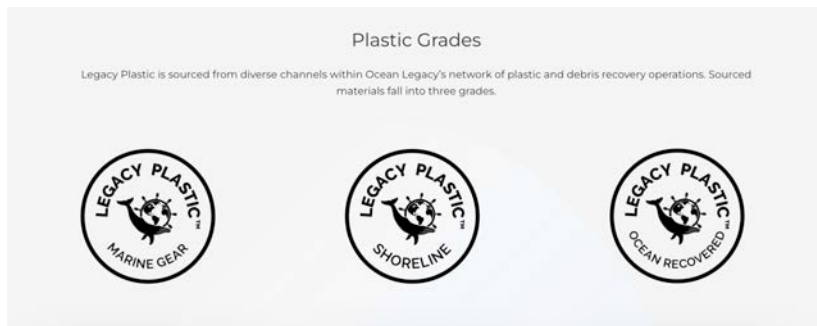 Plastic Grades
Legacy Plastic is sourced from diverse channels within Ocean Legacy's network of plastic and debris recovery operations. Sourced
materials fall into three grades.
LEGACY PLASTIC™
MARINE GEAR
LEGACY PLASTIC™
SHORELINE
LEGACY PLASTIC™
OCEAN RECOVERED